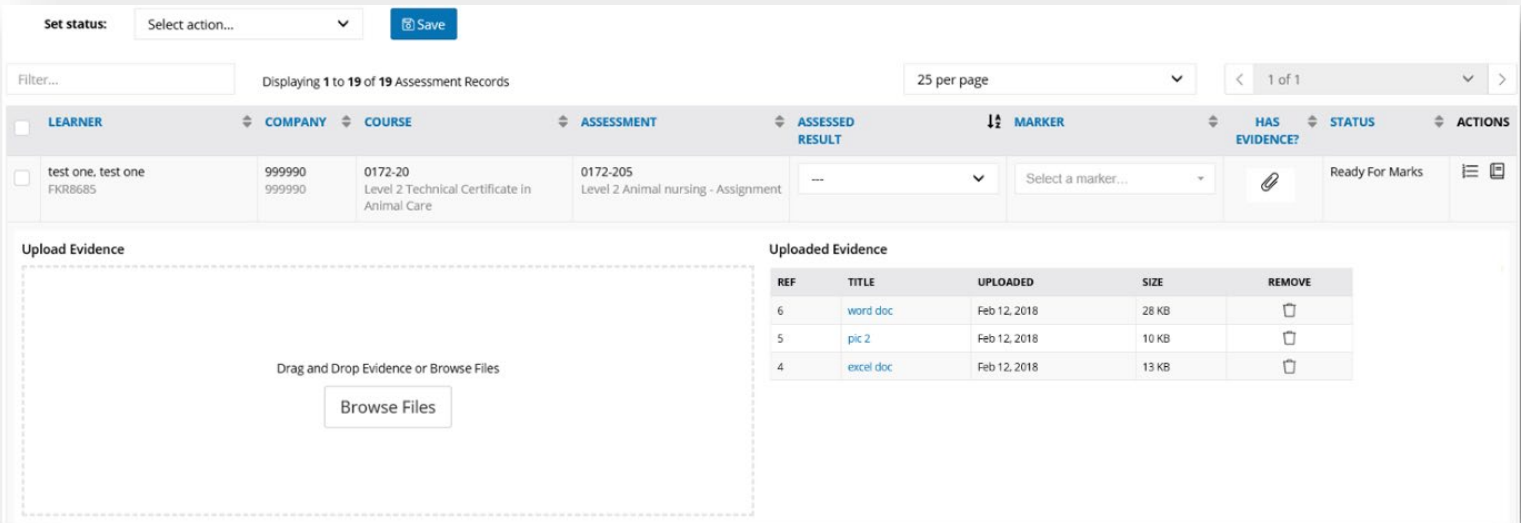 Set status: Select action... Save
Filter... Displaying 1 to 19 of 19 Assessment Records 25 per page 1 of 1
LEARNER COMPANY COURSE ASSESSMENT ASSESSED MARKER HAS STATUS ACTIONS
RESULT EVIDENCE?
test one, test one 999990 0172-20 0172-205 --- Select a marker... Ready For Marks
FKR8685 999990 Level 2 Technical Certificate in Level 2 Animal nursing - Assignment
Animal Care
Upload Evidence Uploaded Evidence
REF TITLE UPLOADED SIZE REMOVE
6 word doc Feb 12, 2018 28 KB
5 pic 2 Feb 12, 2018 10 KB
4 excel doc Feb 12, 2018 13 KB
Drag and Drop Evidence or Browse Files
Browse Files